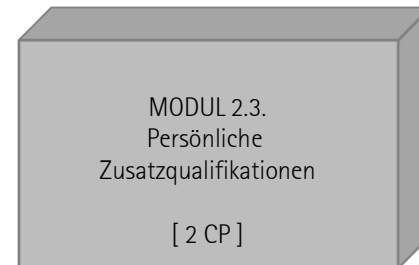 MODUL 2.3.
Persönliche
Zusatzqualifikationen
[ 2 CP ]